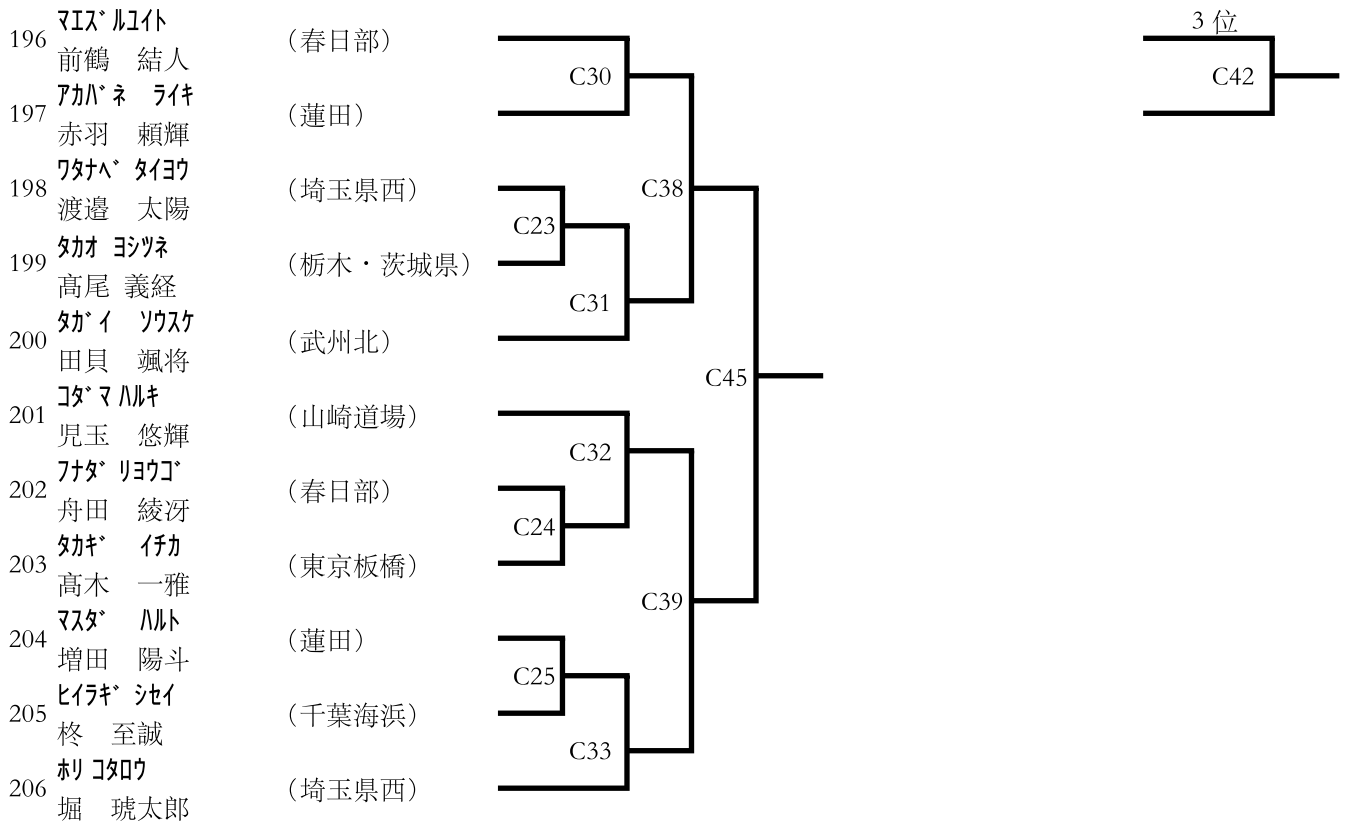 ﾏｴｽﾞﾙﾕｲﾄ
196 前鶴　結人 （春日部）
ｱｶﾊﾞﾈ　ﾗｲｷ
197 赤羽　頼輝 （蓮田）
ﾜﾀﾅﾍﾞ ﾀｲﾖｳ
198 渡邉　太陽 （埼玉県西）
ﾀｶｵ ﾖｼﾂﾈ
199 髙尾 義経 （栃木・茨城県）
ﾀｶﾞｲ　ｿｳｽｹ
200 田貝　颯将 （武州北）
ｺﾀﾞﾏ ﾊﾙｷ
201 児玉　悠輝 （山崎道場）
ﾌﾅﾀﾞ ﾘﾖｳｺﾞ
202 舟田　綾冴 （春日部）
ﾀｶｷﾞ　ｲﾁｶ
203 髙木　一雅 （東京板橋）
ﾏｽﾀﾞ　ﾊﾙﾄ
204 増田　陽斗 （蓮田）
ﾋｲﾗｷﾞ ｼｾｲ
205 柊　至誠 （千葉海浜）
ﾎﾘ ｺﾀﾛｳ
206 堀　琥太郎 （埼玉県西）
C30
C23
C31
C32
C24
C25
C33
C38
C39
C45
3 位
C42